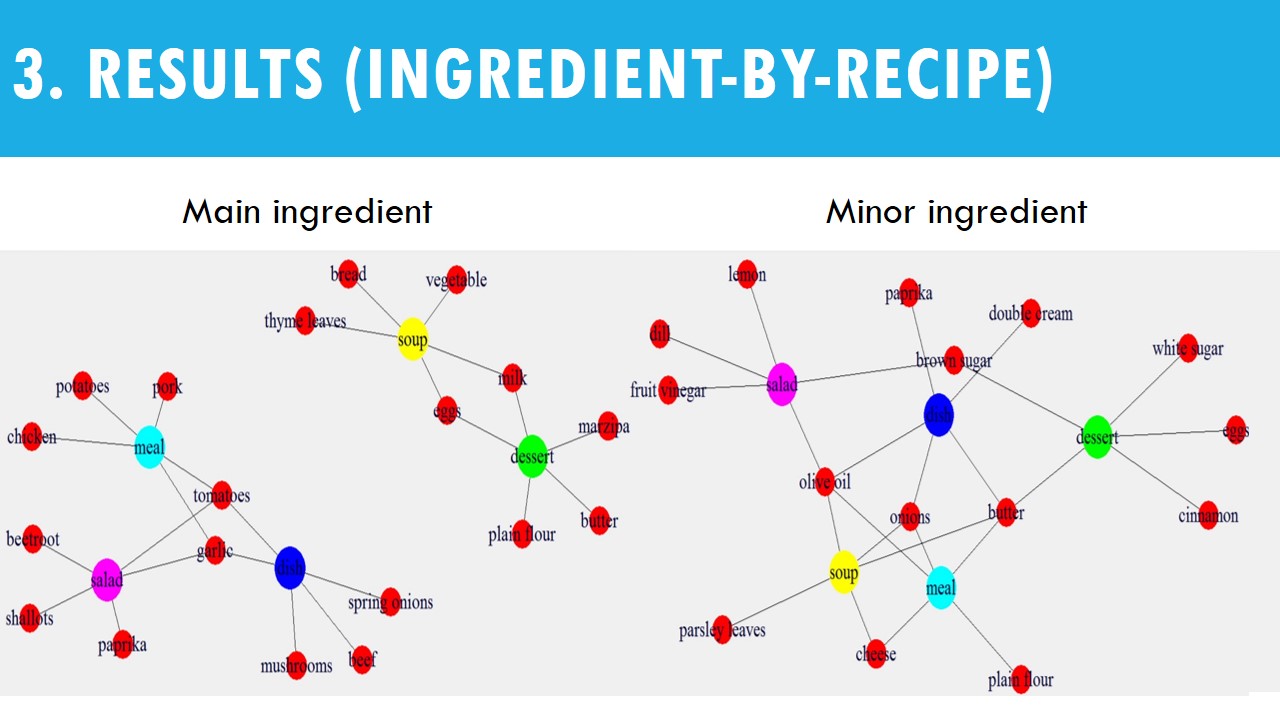 3. RESULTS (INGREDIENT-BY-RECIPE)
Main ingredient
Minor ingredient
bread
vegetable
thyme leaves
soup
milk
potatoes
pork
eggs
marzipa
chicken
meal
dessert
tomatoes
butter
plain flour
beetroot
garlic
salad
dish
spring onions
shallots
paprika
mushrooms
beef
lemon
paprika
double cream
dill
white sugar
brown sugar
fruit vinegar
salad
dish
eggs
dessert
olive oil
onions
butter
cinnamon
soup
meal
parsley leaves
cheese
plain flour